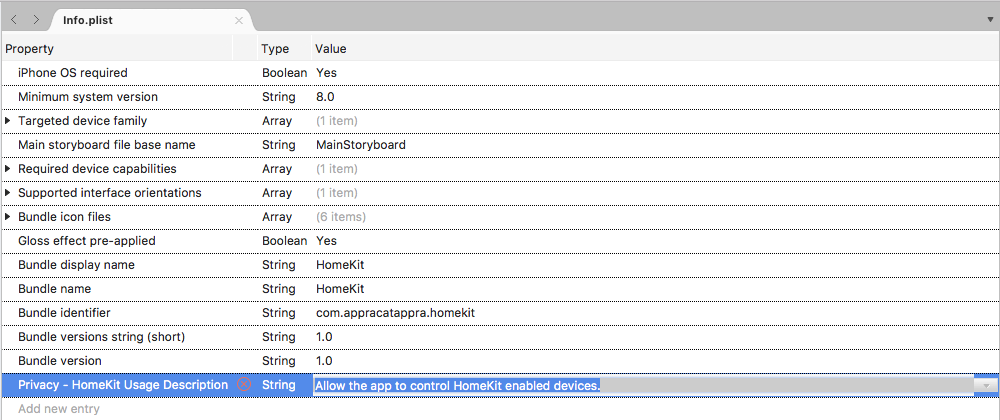 Info.plist
Property Type Value
iPhone OS required Boolean Yes
Minimum system version String 8.0
Targeted device family Array (1 item)
Main storyboard file base name String MainStoryboard
Required device capabilities Array (1 item)
Supported interface orientations Array (1 item)
Bundle icon files Array (6 items)
Gloss effect pre-applied Boolean Yes
Bundle display name String HomeKit
Bundle name String HomeKit
Bundle identifier String com.appracatappra.homekit
Bundle versions string (short) String 1.0
Bundle version String 1.0
Privacy - HomeKit Usage Description String Allow the app to control HomeKit enabled devices.
Add new entry